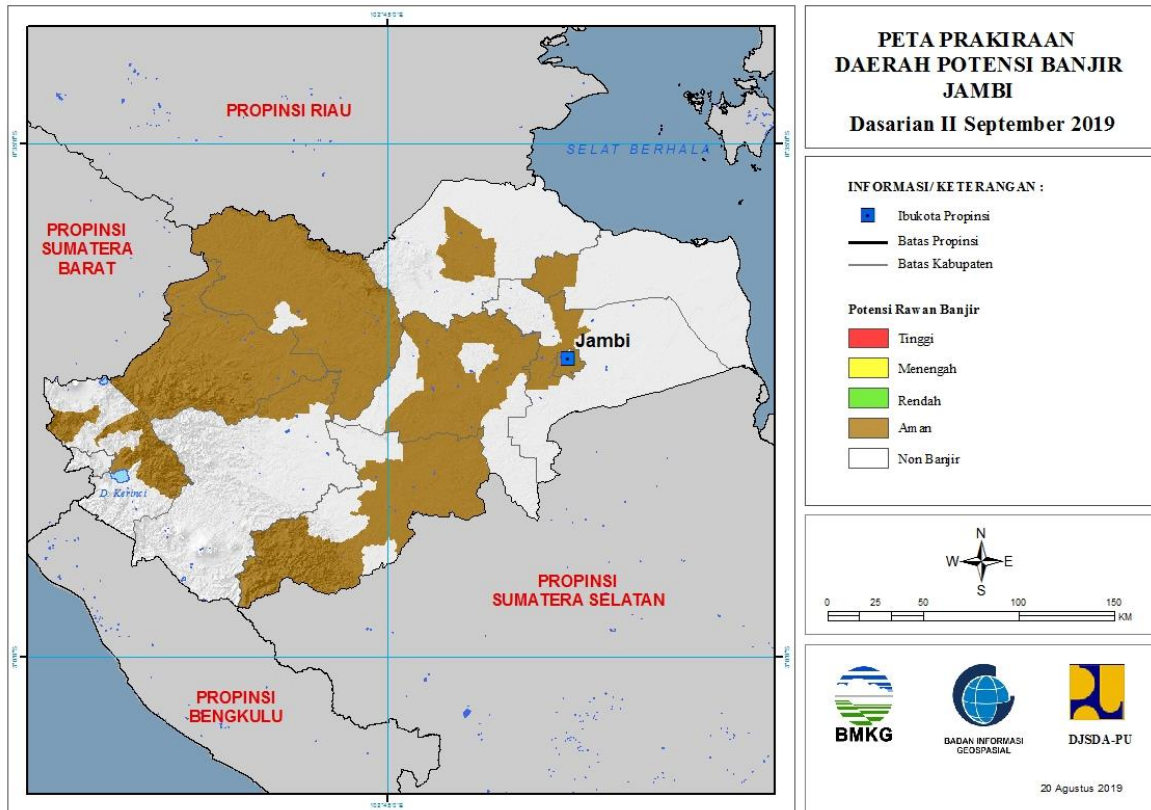 PETA PRAKIRAAN
DAERAH POTENSI BANJIR
JAMBI
Dasarian II September 2019
PROPINSI RIAU
SELAT BERHALA
PROPINSI
SUMATERA
BARAT
Jambi
D. Kerinci
PROPINSI
SUMATERA SELATAN
PROPINSI
BENGKULU
INFORMASI/ KETERANGAN :
Ibukota Propinsi
Batas Propinsi
Batas Kabupaten
Potensi Rawan Banjir
Tinggi
Menengah
Rendah
Aman
Non Banjir
N
W
E
S
0 25 50 100 150
KM
BMKG
BADAN INFORMASI
GEOSPASIAL
DJSDA-PU
20 Agustus 2019